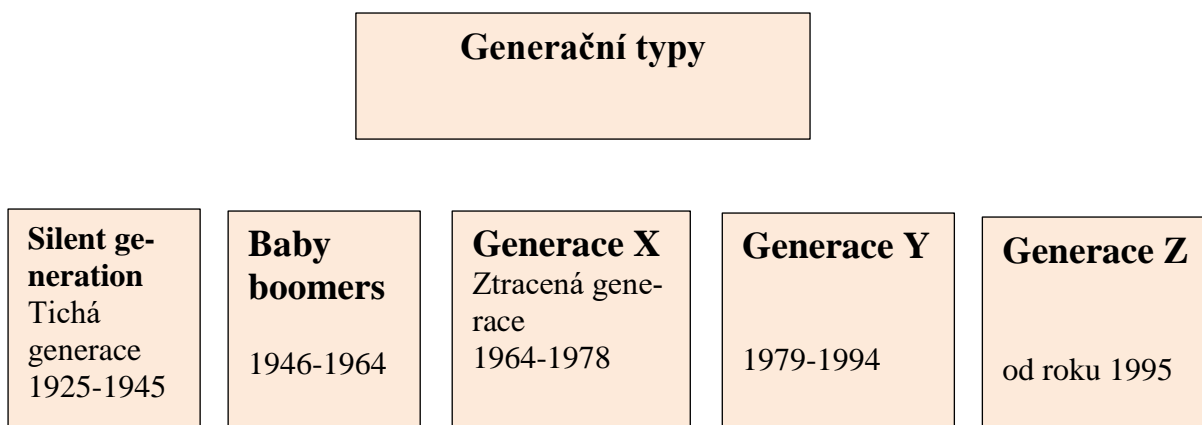 Generační typy
Silent ge-
neration
Tichá
generace
1925-1945
Baby
boomers
1946-1964
Generace X
Ztracená gene-
race
1964-1978
Generace Y
1979-1994
Generace Z
od roku 1995